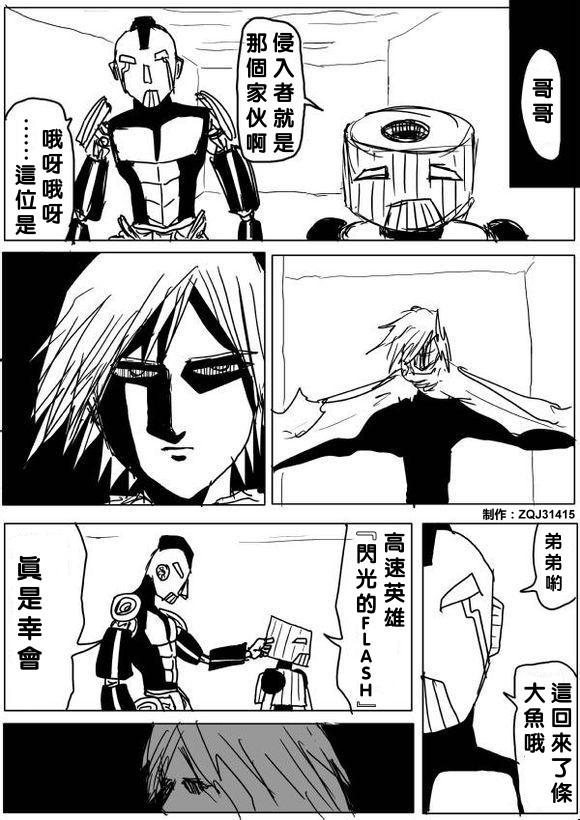 哥哥
侵入者就是
那個家伙啊
哦呀哦呀
……這位是
制作：ZQJ31415
弟弟喲
這回來了條
大魚哦
高速英雄
『閃光的FLASH』
眞是幸會